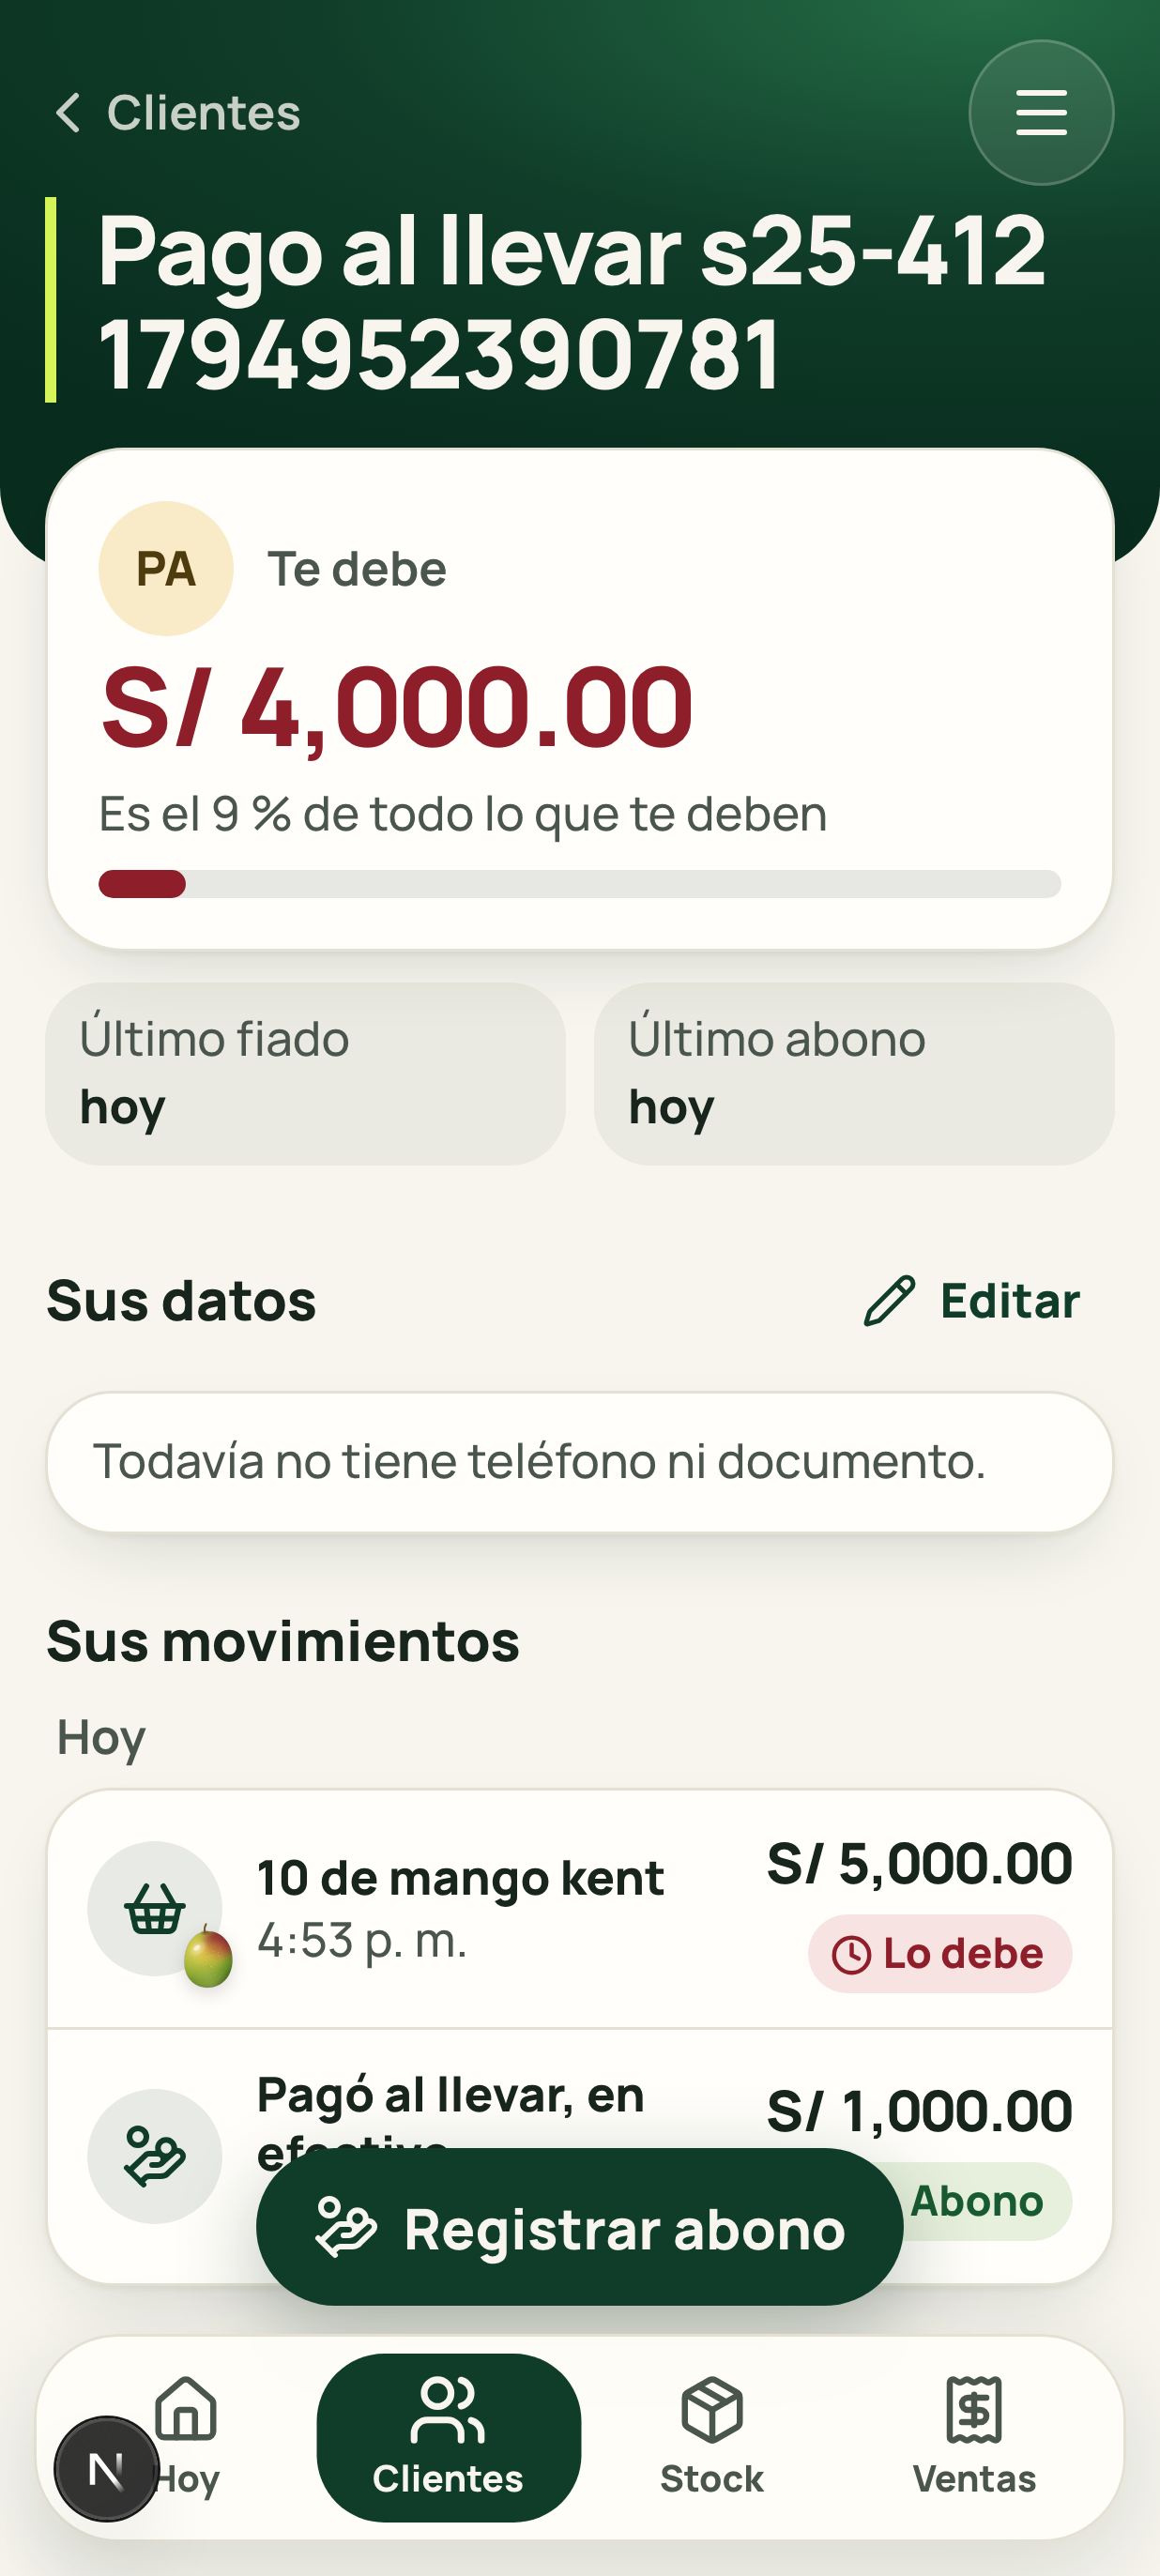 Clientes
Pago al llevar s25-412
1794952390781
PA
Te debe
S/ 4,000.00
Es el 9 % de todo lo que te deben
Último fiado
hoy
Último abono
hoy
Sus datos
Editar
Todavía no tiene teléfono ni documento.
Sus movimientos
Hoy
10 de mango kent
4:53 p. m.
S/ 5,000.00
Lo debe
Pagó al llevar, en
S/ 1,000.00
Abono
Registrar abono
N
Hoy
Clientes
Stock
Ventas